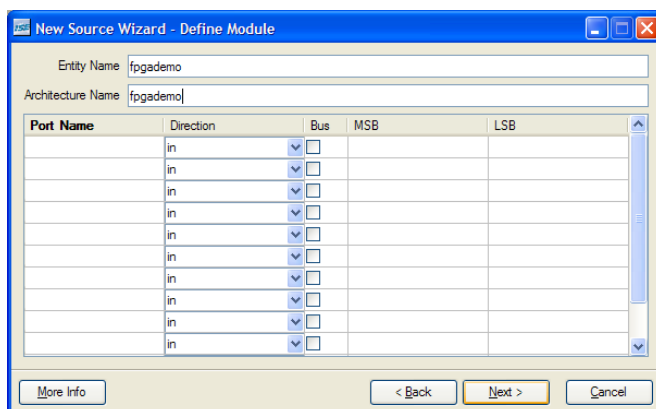 ISE New Source Wizard - Define Module
Entity Name fpgademo
Architecture Name fpgademo
Port Name Direction Bus MSB LSB
in
in
in
in
in
in
in
in
in
in
More Info < Back Next > Cancel